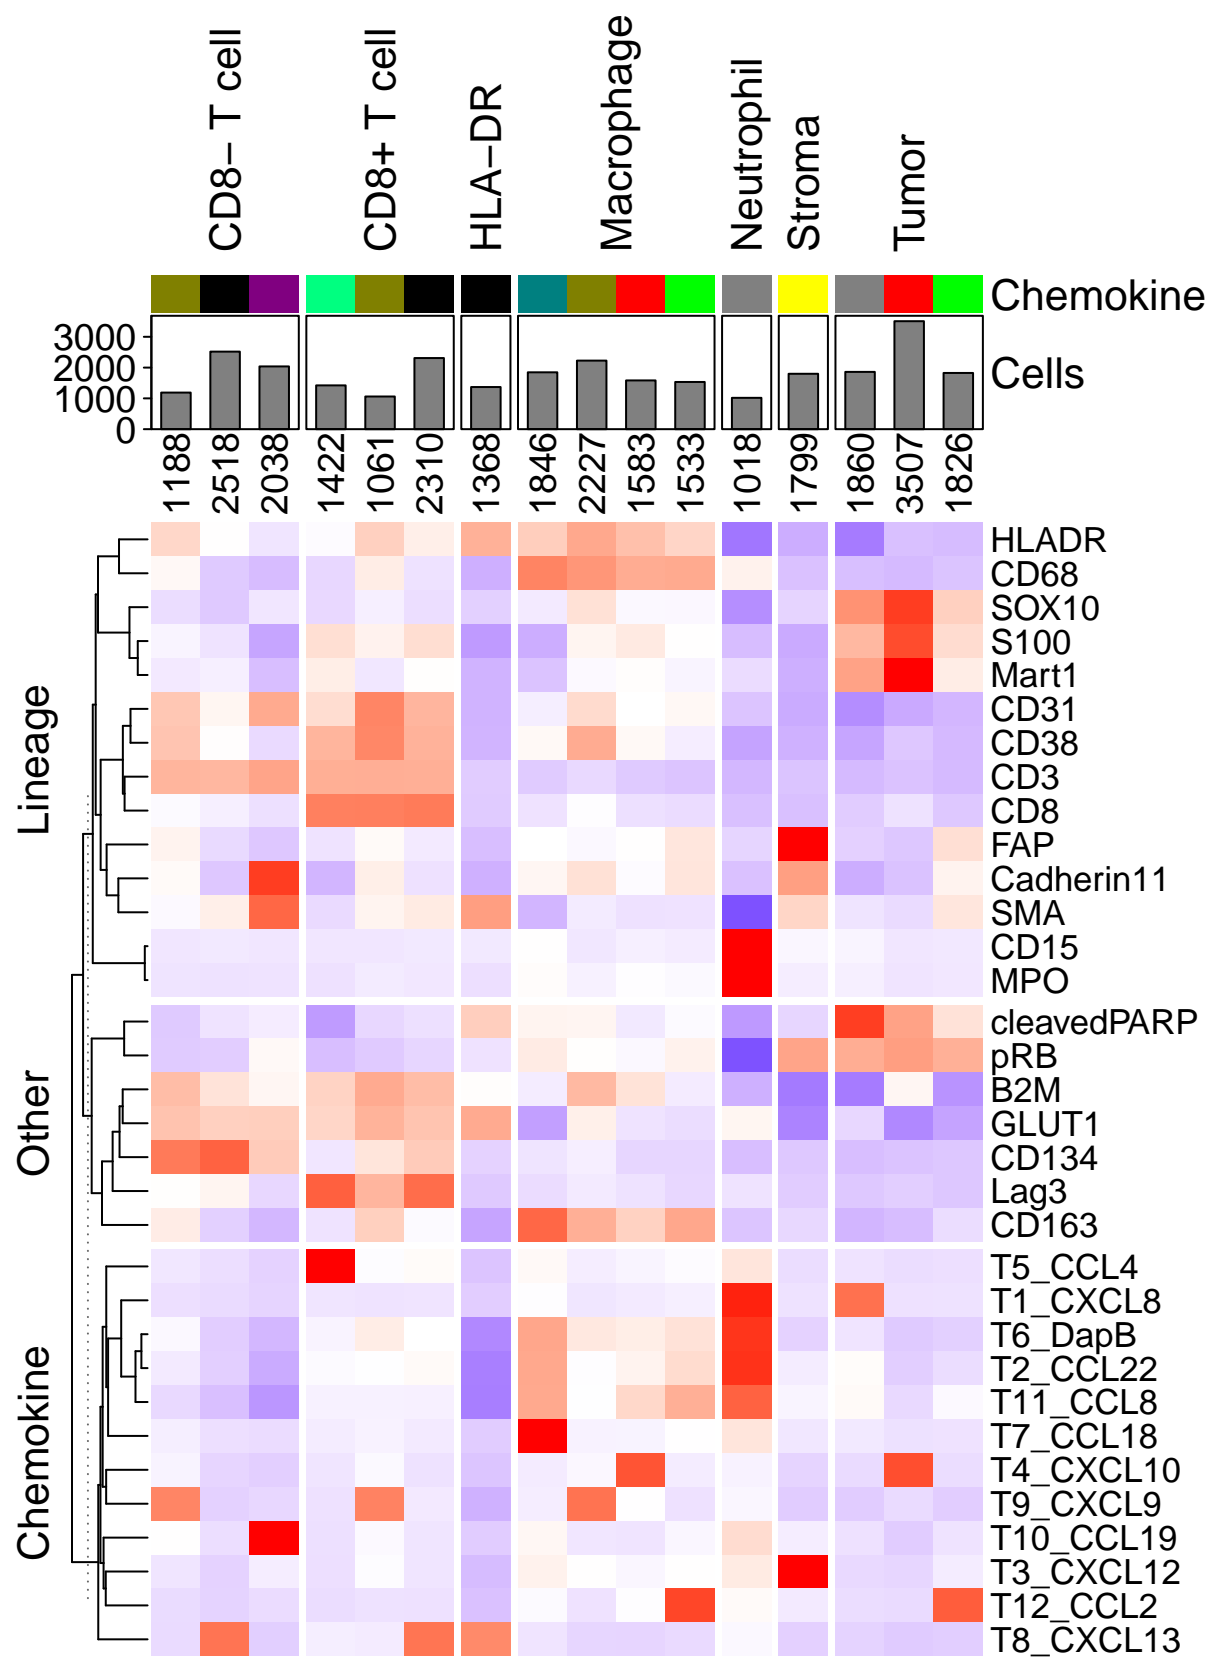 CD8− T cell
CD8+ T cell
HLA−DR
Macrophage
Neutrophil
Stroma
Tumor
Chemokine
3000
2000
1000
0
Cells
1188
2518
2038
1422
1061
2310
1368
1846
2227
1583
1533
1018
1799
1860
3507
1826
Lineage
HLADR
CD68
SOX10
S100
Mart1
CD31
CD38
CD3
CD8
FAP
Cadherin11
SMA
CD15
MPO
Other
cleavedPARP
pRB
B2M
GLUT1
CD134
Lag3
CD163
Chemokine
T5_CCL4
T1_CXCL8
T6_DapB
T2_CCL22
T11_CCL8
T7_CCL18
T4_CXCL10
T9_CXCL9
T10_CCL19
T3_CXCL12
T12_CCL2
T8_CXCL13